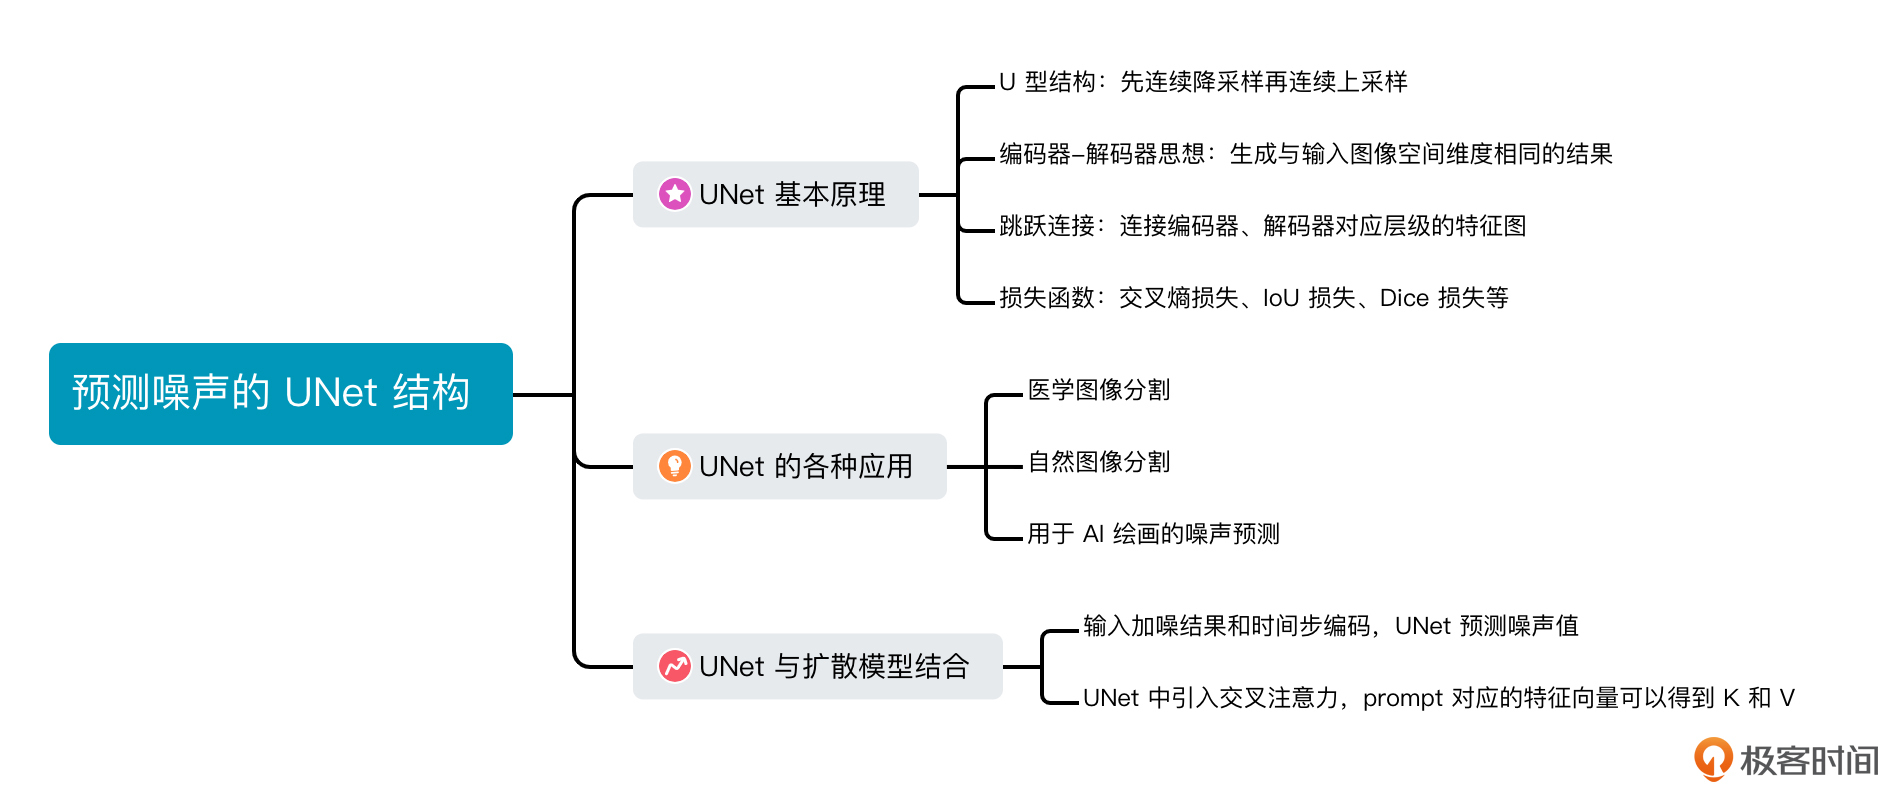 预测噪声的 UNet 结构
UNet 基本原理
U 型结构：先连续降采样再连续上采样
编码器-解码器思想：生成与输入图像空间维度相同的结果
跳跃连接：连接编码器、解码器对应层级的特征图
损失函数：交叉熵损失、IoU 损失、Dice 损失等
UNet 的各种应用
医学图像分割
自然图像分割
用于 AI 绘画的噪声预测
UNet 与扩散模型结合
输入加噪结果和时间步编码，UNet 预测噪声值
UNet 中引入交叉注意力，prompt 对应的特征向量可以得到 K 和 V
极客时间